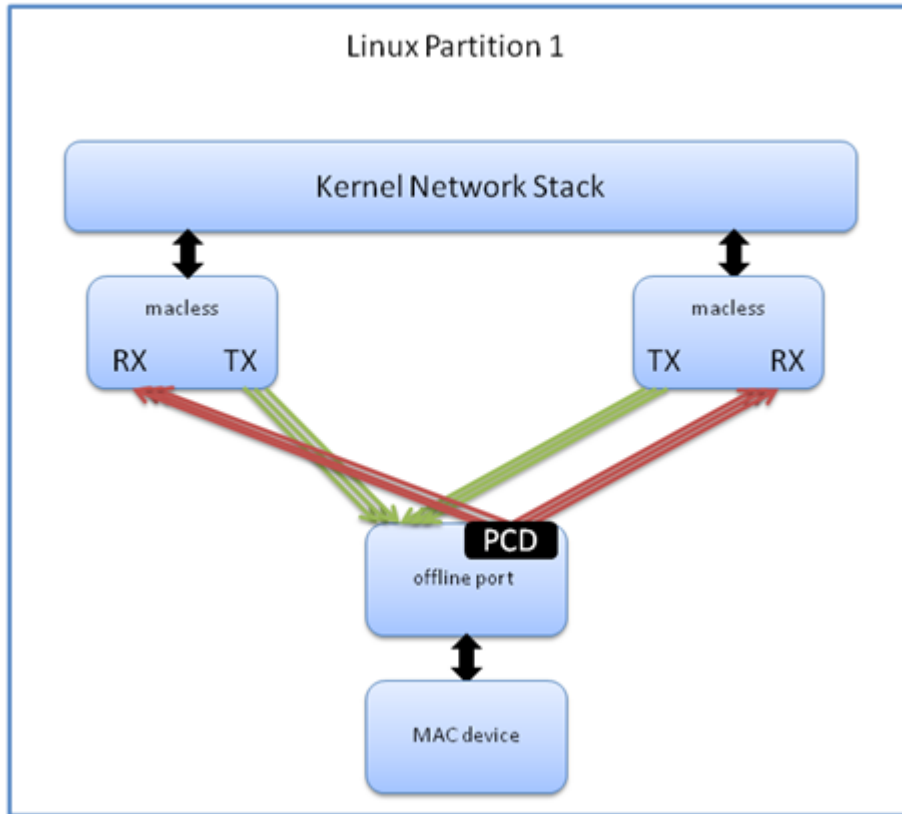 Linux Partition 1
Kernel Network Stack
macless
macless
RX TX
TX RX
PCD
offline port
MAC device